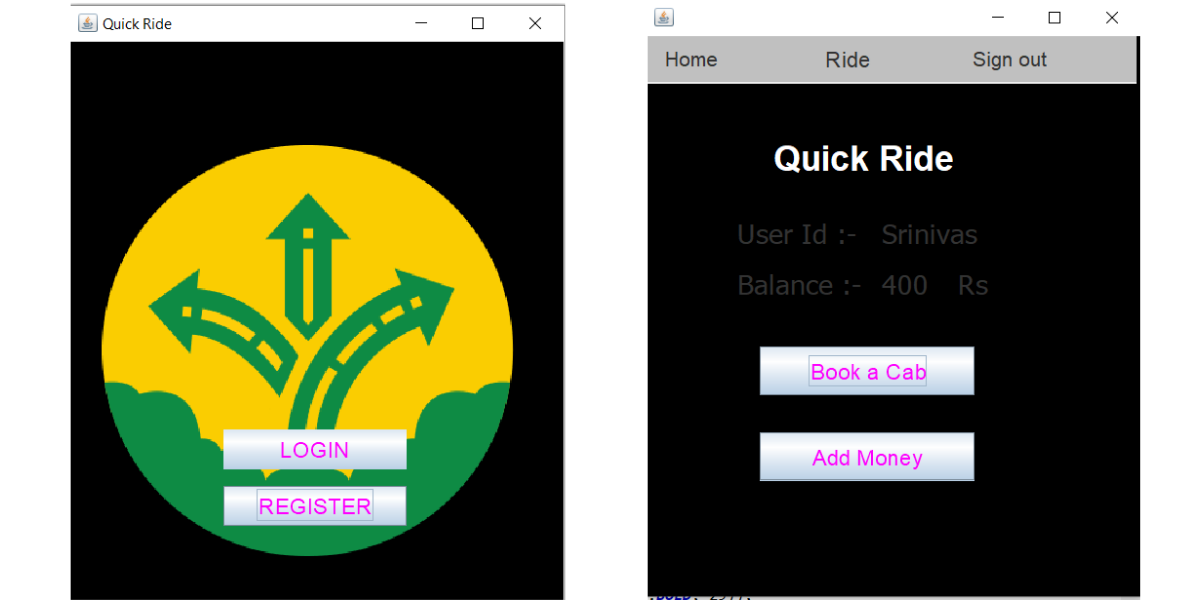 Quick Ride
LOGIN
REGISTER
Home Ride Sign out
Quick Ride
User Id :- Srinivas
Balance :- 400 Rs
Book a Cab
Add Money